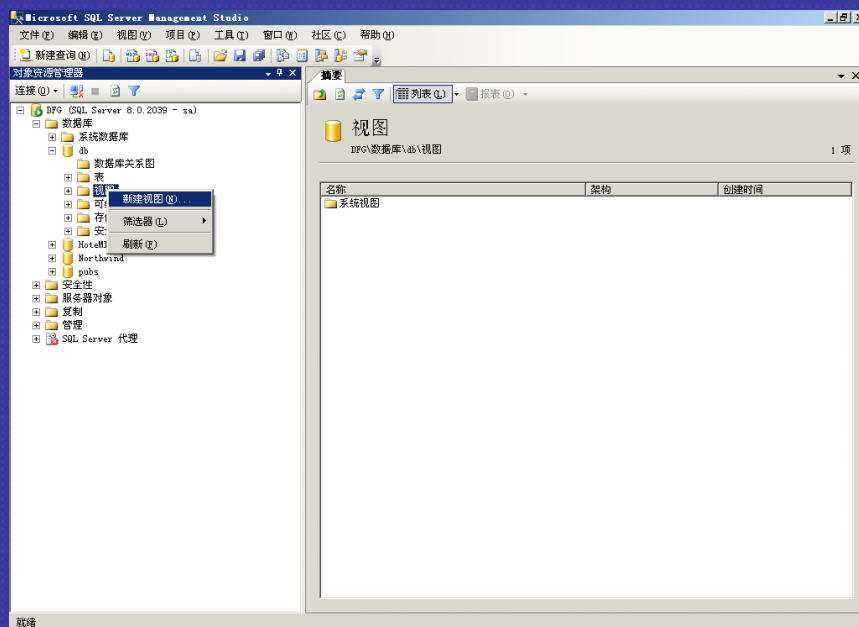 Microsoft SQL Server Management Studio
文件(F) 编辑(E) 视图(V) 项目(P) 工具(T) 窗口(W) 社区(C) 帮助(H)
新建查询(N)
对象资源管理器
摘要
连接(O)
列表(L) 报表(O)
DFG (SQL Server 8.0.2039 - sa)
数据库
系统数据库
db
数据库关系图
表
视图
新建视图(N)...
筛选器(L)
刷新(F)
Northwind
pubs
安全性
服务器对象
复制
管理
SQL Server 代理
视图
DFG\数据库\db\视图
1 项
名称 架构 创建时间
系统视图
就绪